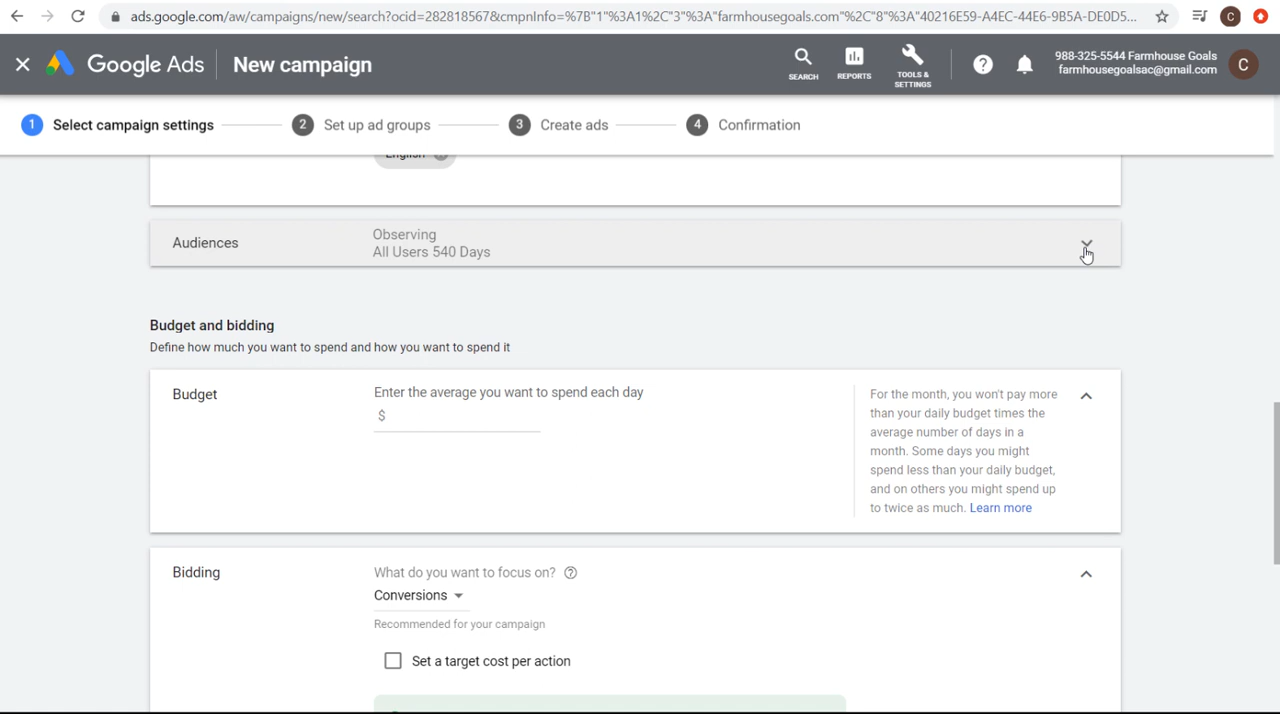 ads.google.com/aw/campaigns/new/search?ocid=282818567&cmpnInfo=%7B"1"%3A1%2C"3"%3A"farmhousegoals.com"%2C"8"%3A"40216E59-A4EC-44E6-9B5A-DE0D5...
C
Google Ads
New campaign
SEARCH
REPORTS
TOOLS &
SETTINGS
988-325-5544 Farmhouse Goals
farmhousegoalsac@gmail.com
C
1 Select campaign settings
2 Set up ad groups
3 Create ads
4 Confirmation
English
Audiences
Observing
All Users 540 Days
Budget and bidding
Define how much you want to spend and how you want to spend it
Budget
Enter the average you want to spend each day
$
For the month, you won't pay more
than your daily budget times the
average number of days in a
month. Some days you might
spend less than your daily budget,
and on others you might spend up
to twice as much. Learn more
Bidding
What do you want to focus on?
Conversions
Recommended for your campaign
Set a target cost per action